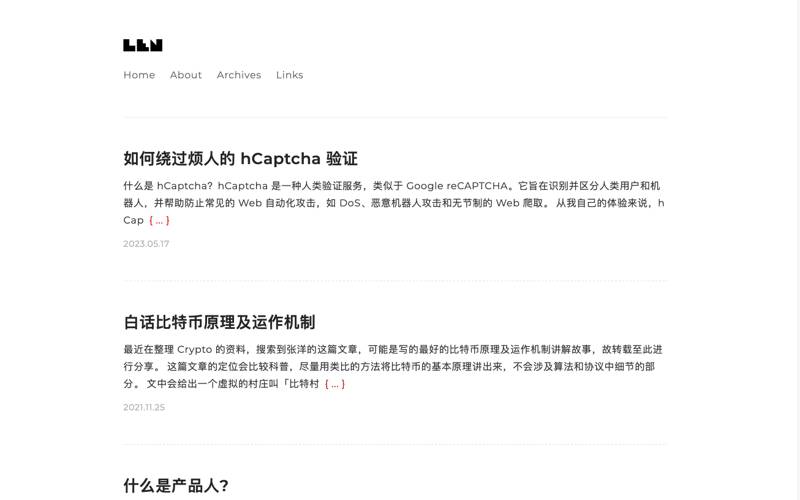 LEN
Home About Archives Links
如何绕过烦人的 hCaptcha 验证
什么是 hCaptcha？hCaptcha 是一种人类验证服务，类似于 Google reCAPTCHA。它旨在识别并区分人类用户和机
器人，并帮助防止常见的 Web 自动化攻击，如 DoS、恶意机器人攻击和无节制的 Web 爬取。 从我自己的体验来说，h
Cap { ... }
2023.05.17
白话比特币原理及运作机制
最近在整理 Crypto 的资料，搜索到张洋的这篇文章，可能是写的最好的比特币原理及运作机制讲解故事，故转载至此进
行分享。 这篇文章的定位会比较科普，尽量用类比的方法将比特币的基本原理讲出来，不会涉及算法和协议中细节的部
分。 文中会给出一个虚拟的村庄叫「比特村 { ... }
2021.11.25
什么是产品人?